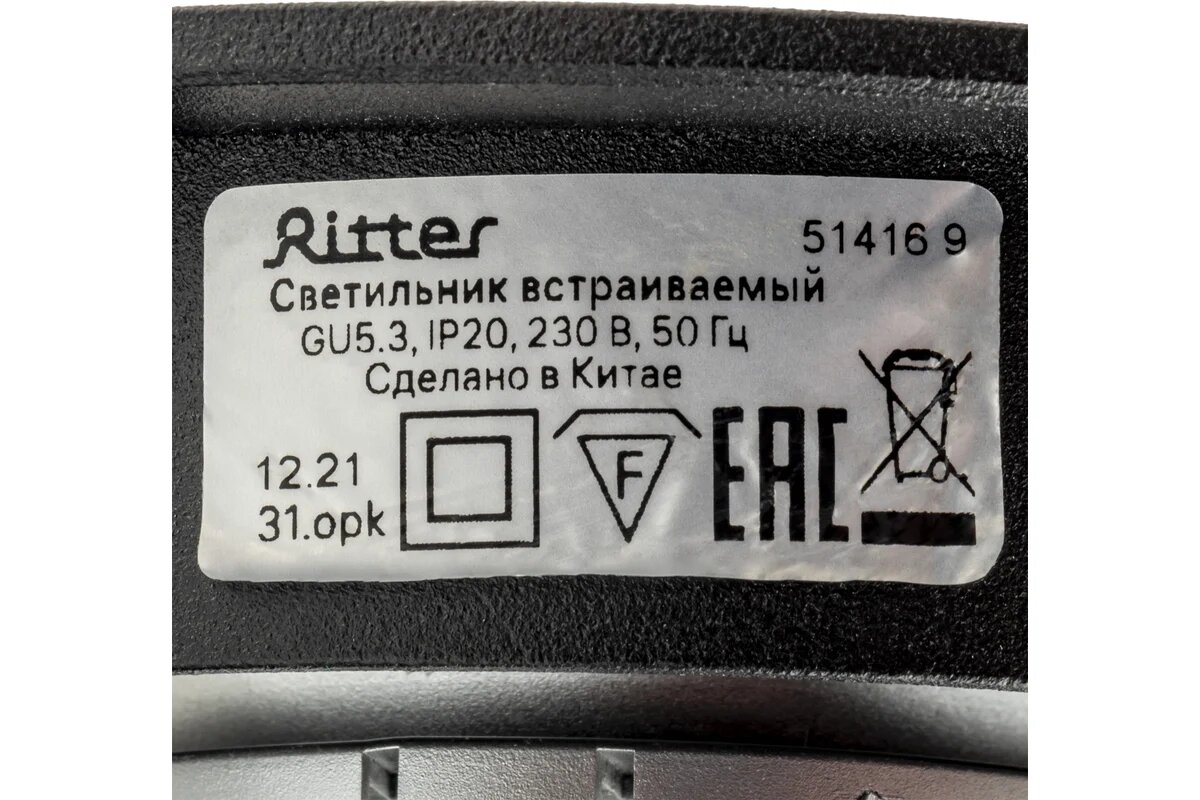 Ritter
51416 9
Светильник встраиваемый
GU5.3, IP20, 230 В, 50 Гц
Сделано в Китае
12.21
31.opk
F
EAC